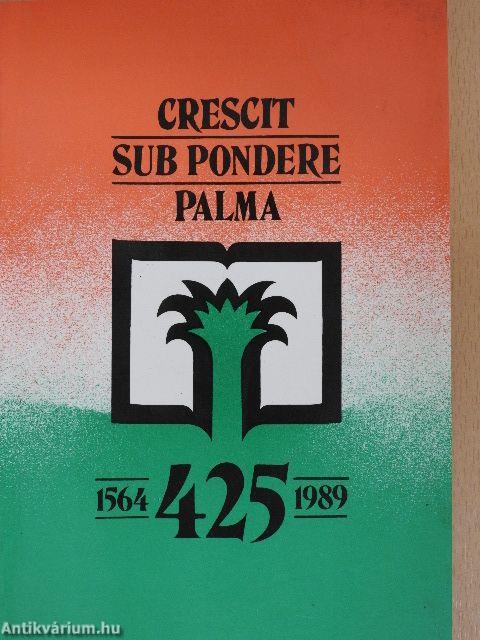 CRESCIT
SUB PONDERE
PALMA
1564 425 1989
Antikvárium.hu